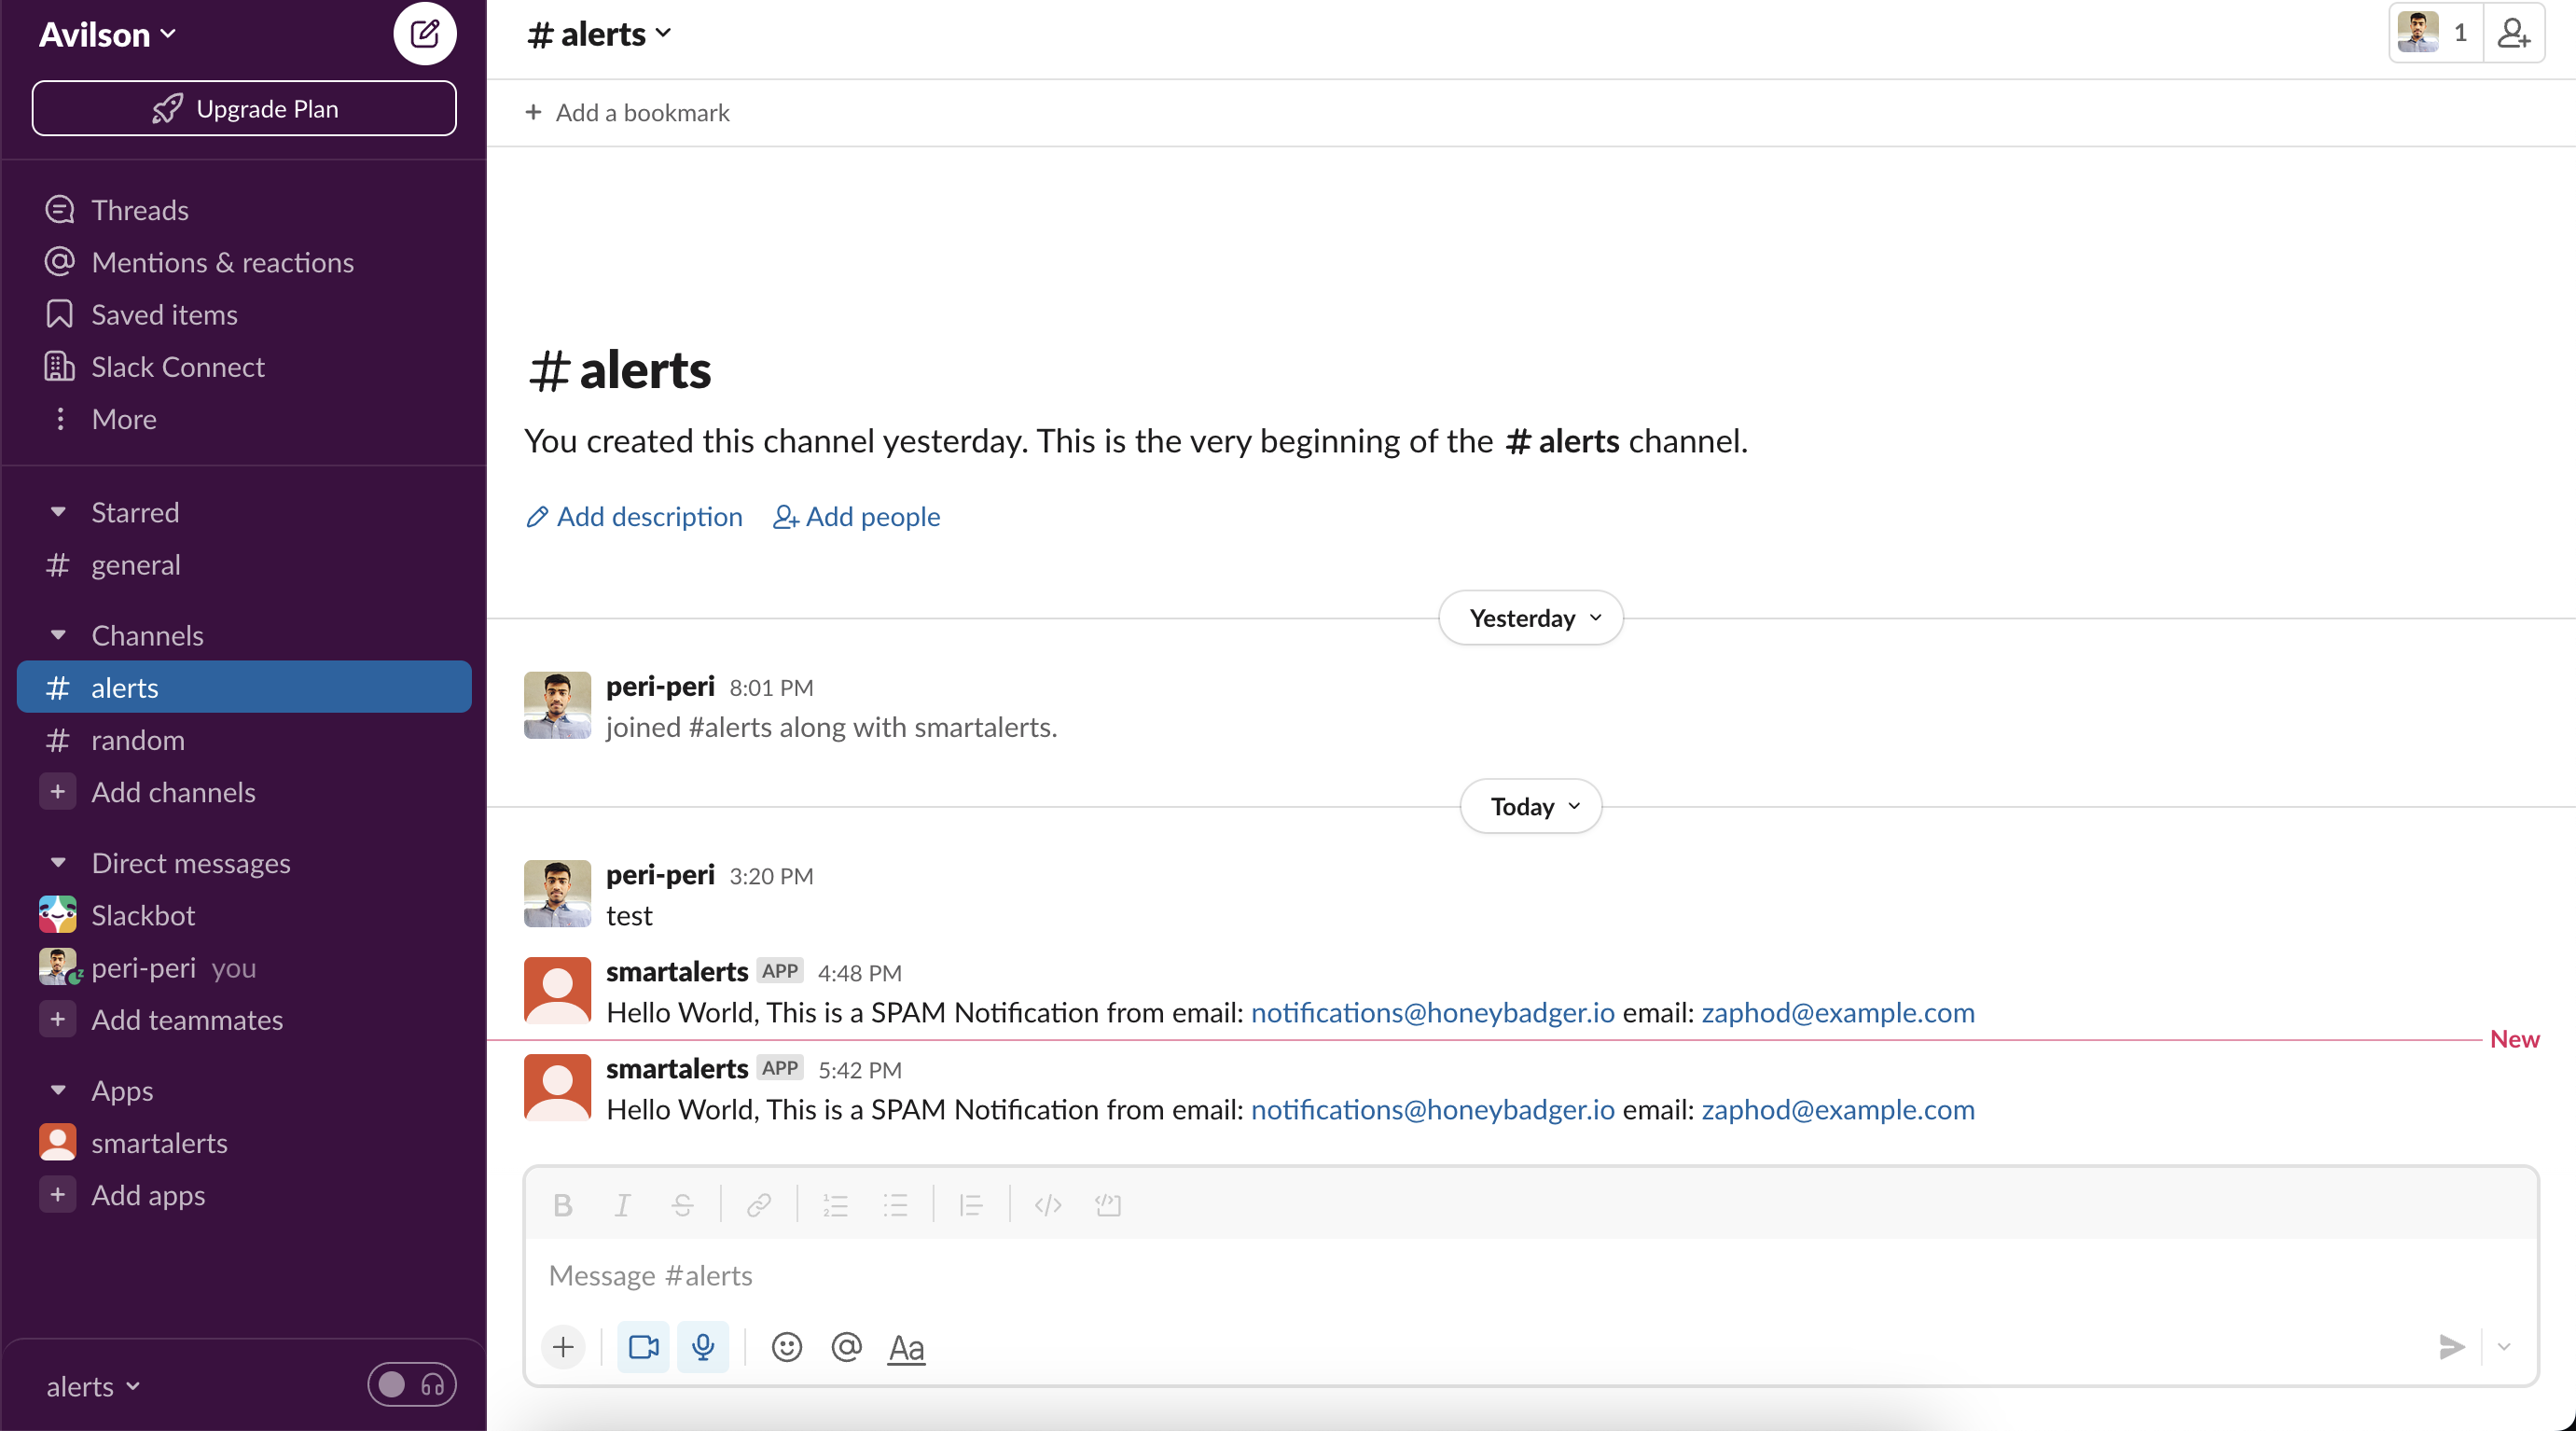 Avilson
Upgrade Plan
Threads
Mentions & reactions
Saved items
Slack Connect
More
Starred
# general
Channels
# alerts
# random
+ Add channels
Direct messages
Slackbot
peri-peri you
+ Add teammates
Apps
smartalerts
+ Add apps
alerts
# alerts
1
+ Add a bookmark
# alerts
You created this channel yesterday. This is the very beginning of the # alerts channel.
Add description Add people
Yesterday
peri-peri 8:01 PM
joined #alerts along with smartalerts.
Today
peri-peri 3:20 PM
test
smartalerts APP 4:48 PM
Hello World, This is a SPAM Notification from email: notifications@honeybadger.io email: zaphod@example.com
New
smartalerts APP 5:42 PM
Hello World, This is a SPAM Notification from email: notifications@honeybadger.io email: zaphod@example.com
B I S
Message #alerts
+ @ Aa